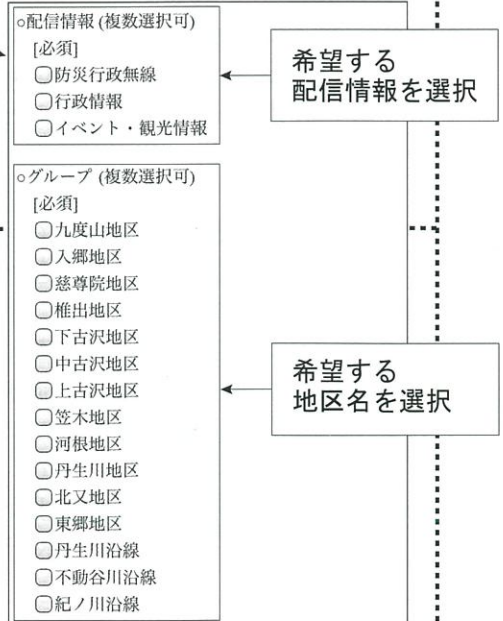 ○配信情報 (複数選択可)
[必須]
防災行政無線
行政情報
イベント・観光情報
希望する
配信情報を選択
○グループ (複数選択可)
[必須]
九度山地区
入郷地区
慈尊院地区
椎出地区
下古沢地区
中古沢地区
上古沢地区
笠木地区
河根地区
丹生川地区
北又地区
東郷地区
丹生川沿線
不動谷川沿線
紀ノ川沿線
希望する
地区名を選択